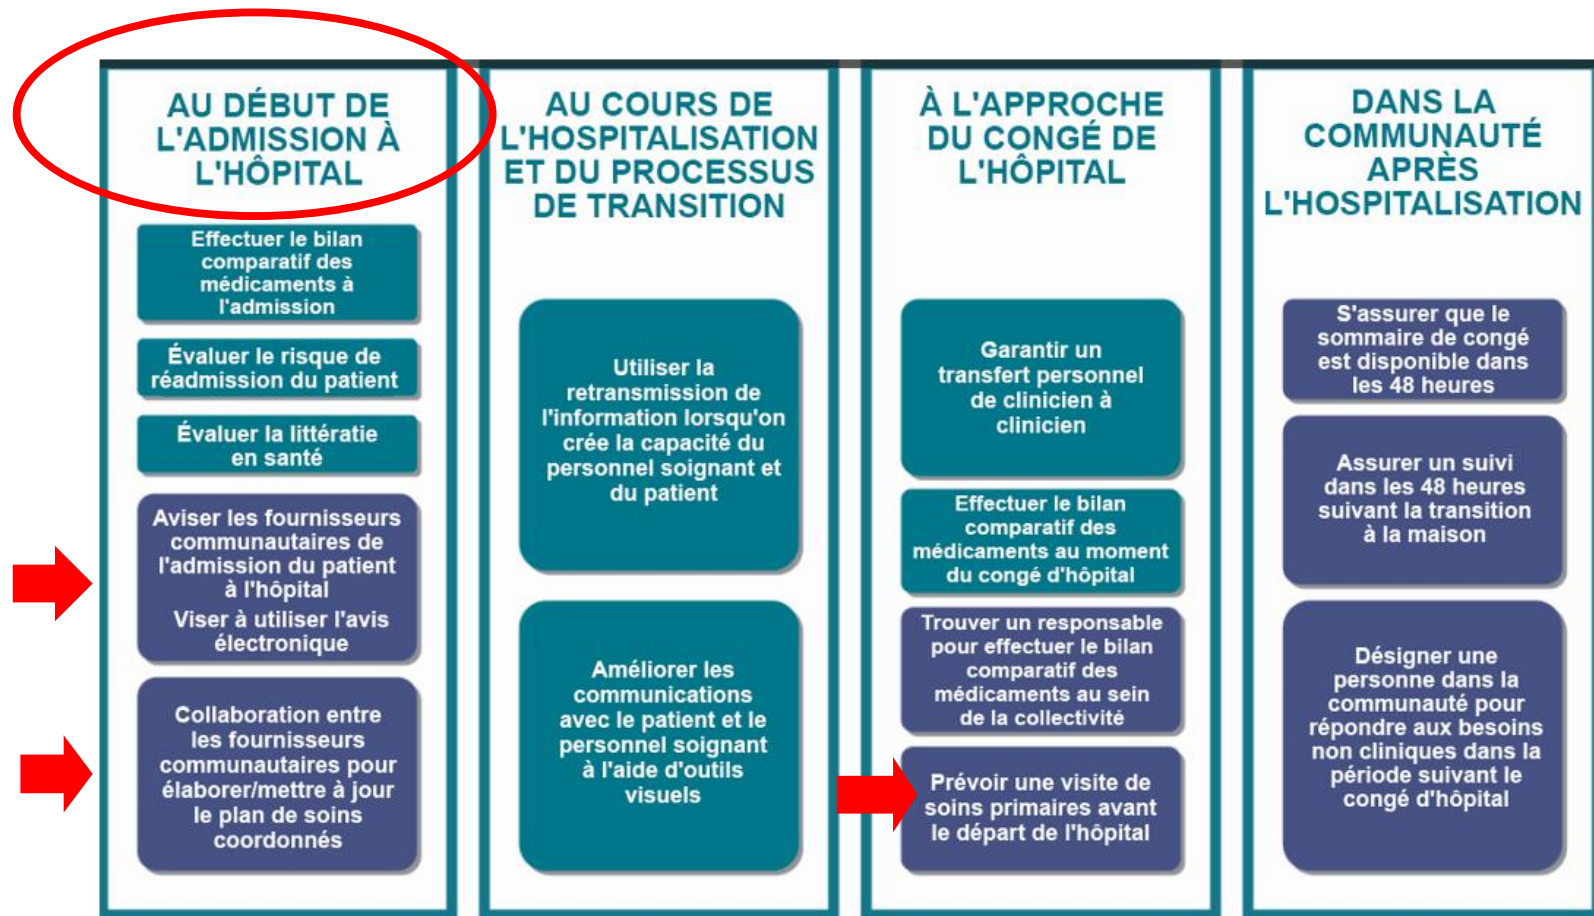 AU DÉBUT DE
L'ADMISSION À
L'HÔPITAL
Effectuer le bilan
comparatif des
médicaments à
l'admission
Évaluer le risque de
réadmission du patient
Évaluer la littératie
en santé
Aviser les fournisseurs
communautaires de
l'admission du patient
à l'hôpital
Viser à utiliser l'avis
électronique
Collaboration entre
les fournisseurs
communautaires pour
élaborer/mettre à jour
le plan de soins
coordonnés
AU COURS DE
L'HOSPITALISATION
ET DU PROCESSUS
DE TRANSITION
Utiliser la
retransmission de
l'information lorsqu'on
crée la capacité du
personnel soignant et
du patient
Améliorer les
communications
avec le patient et le
personnel soignant
à l'aide d'outils
visuels
À L'APPROCHE
DU CONGÉ DE
L'HÔPITAL
Garantir un
transfert personnel
de clinicien à
clinicien
Effectuer le bilan
comparatif des
médicaments au moment
du congé d'hôpital
Trouver un responsable
pour effectuer le bilan
comparatif des
médicaments au sein
de la collectivité
Prévoir une visite de
soins primaires avant
le départ de l'hôpital
DANS LA
COMMUNAUTÉ
APRÈS
L'HOSPITALISATION
S'assurer que le
sommaire de congé
est disponible dans
les 48 heures
Assurer un suivi
dans les 48 heures
suivant la transition
à la maison
Désigner une
personne dans la
communauté pour
répondre aux besoins
non cliniques dans la
période suivant le
congé d'hôpital